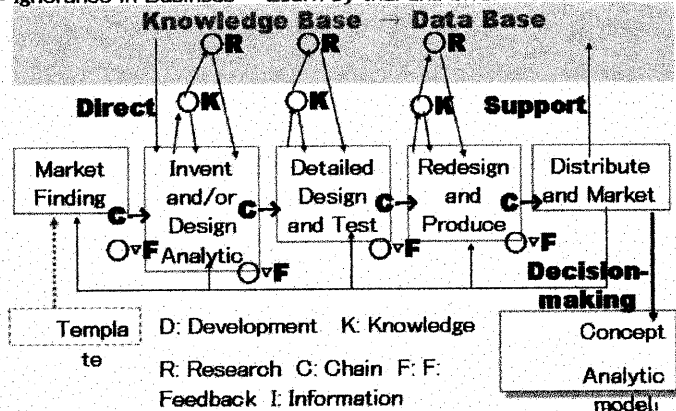 Knowledge Base → Data Base
R R R
Direct K K K Support
Market
Finding
Invent
and/or
Design
Analytic
Detailed
Design
and Test
Redesign
and
Produce
Distribute
and Market
C→ C→ C→ C→
▽F ▽F ▽F ▽F
Decision-
making
Templa
te
D: Development K: Knowledge
R: Research C: Chain F: F:
Feedback I: Information
Concept
Analytic
model